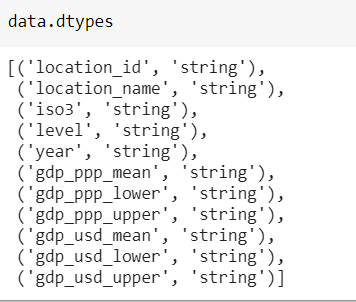 data.dtypes
[('location_id', 'string'),
('location_name', 'string'),
('iso3', 'string'),
('level', 'string'),
('year', 'string'),
('gdp_ppp_mean', 'string'),
('gdp_ppp_lower', 'string'),
('gdp_ppp_upper', 'string'),
('gdp_usd_mean', 'string'),
('gdp_usd_lower', 'string'),
('gdp_usd_upper', 'string')]